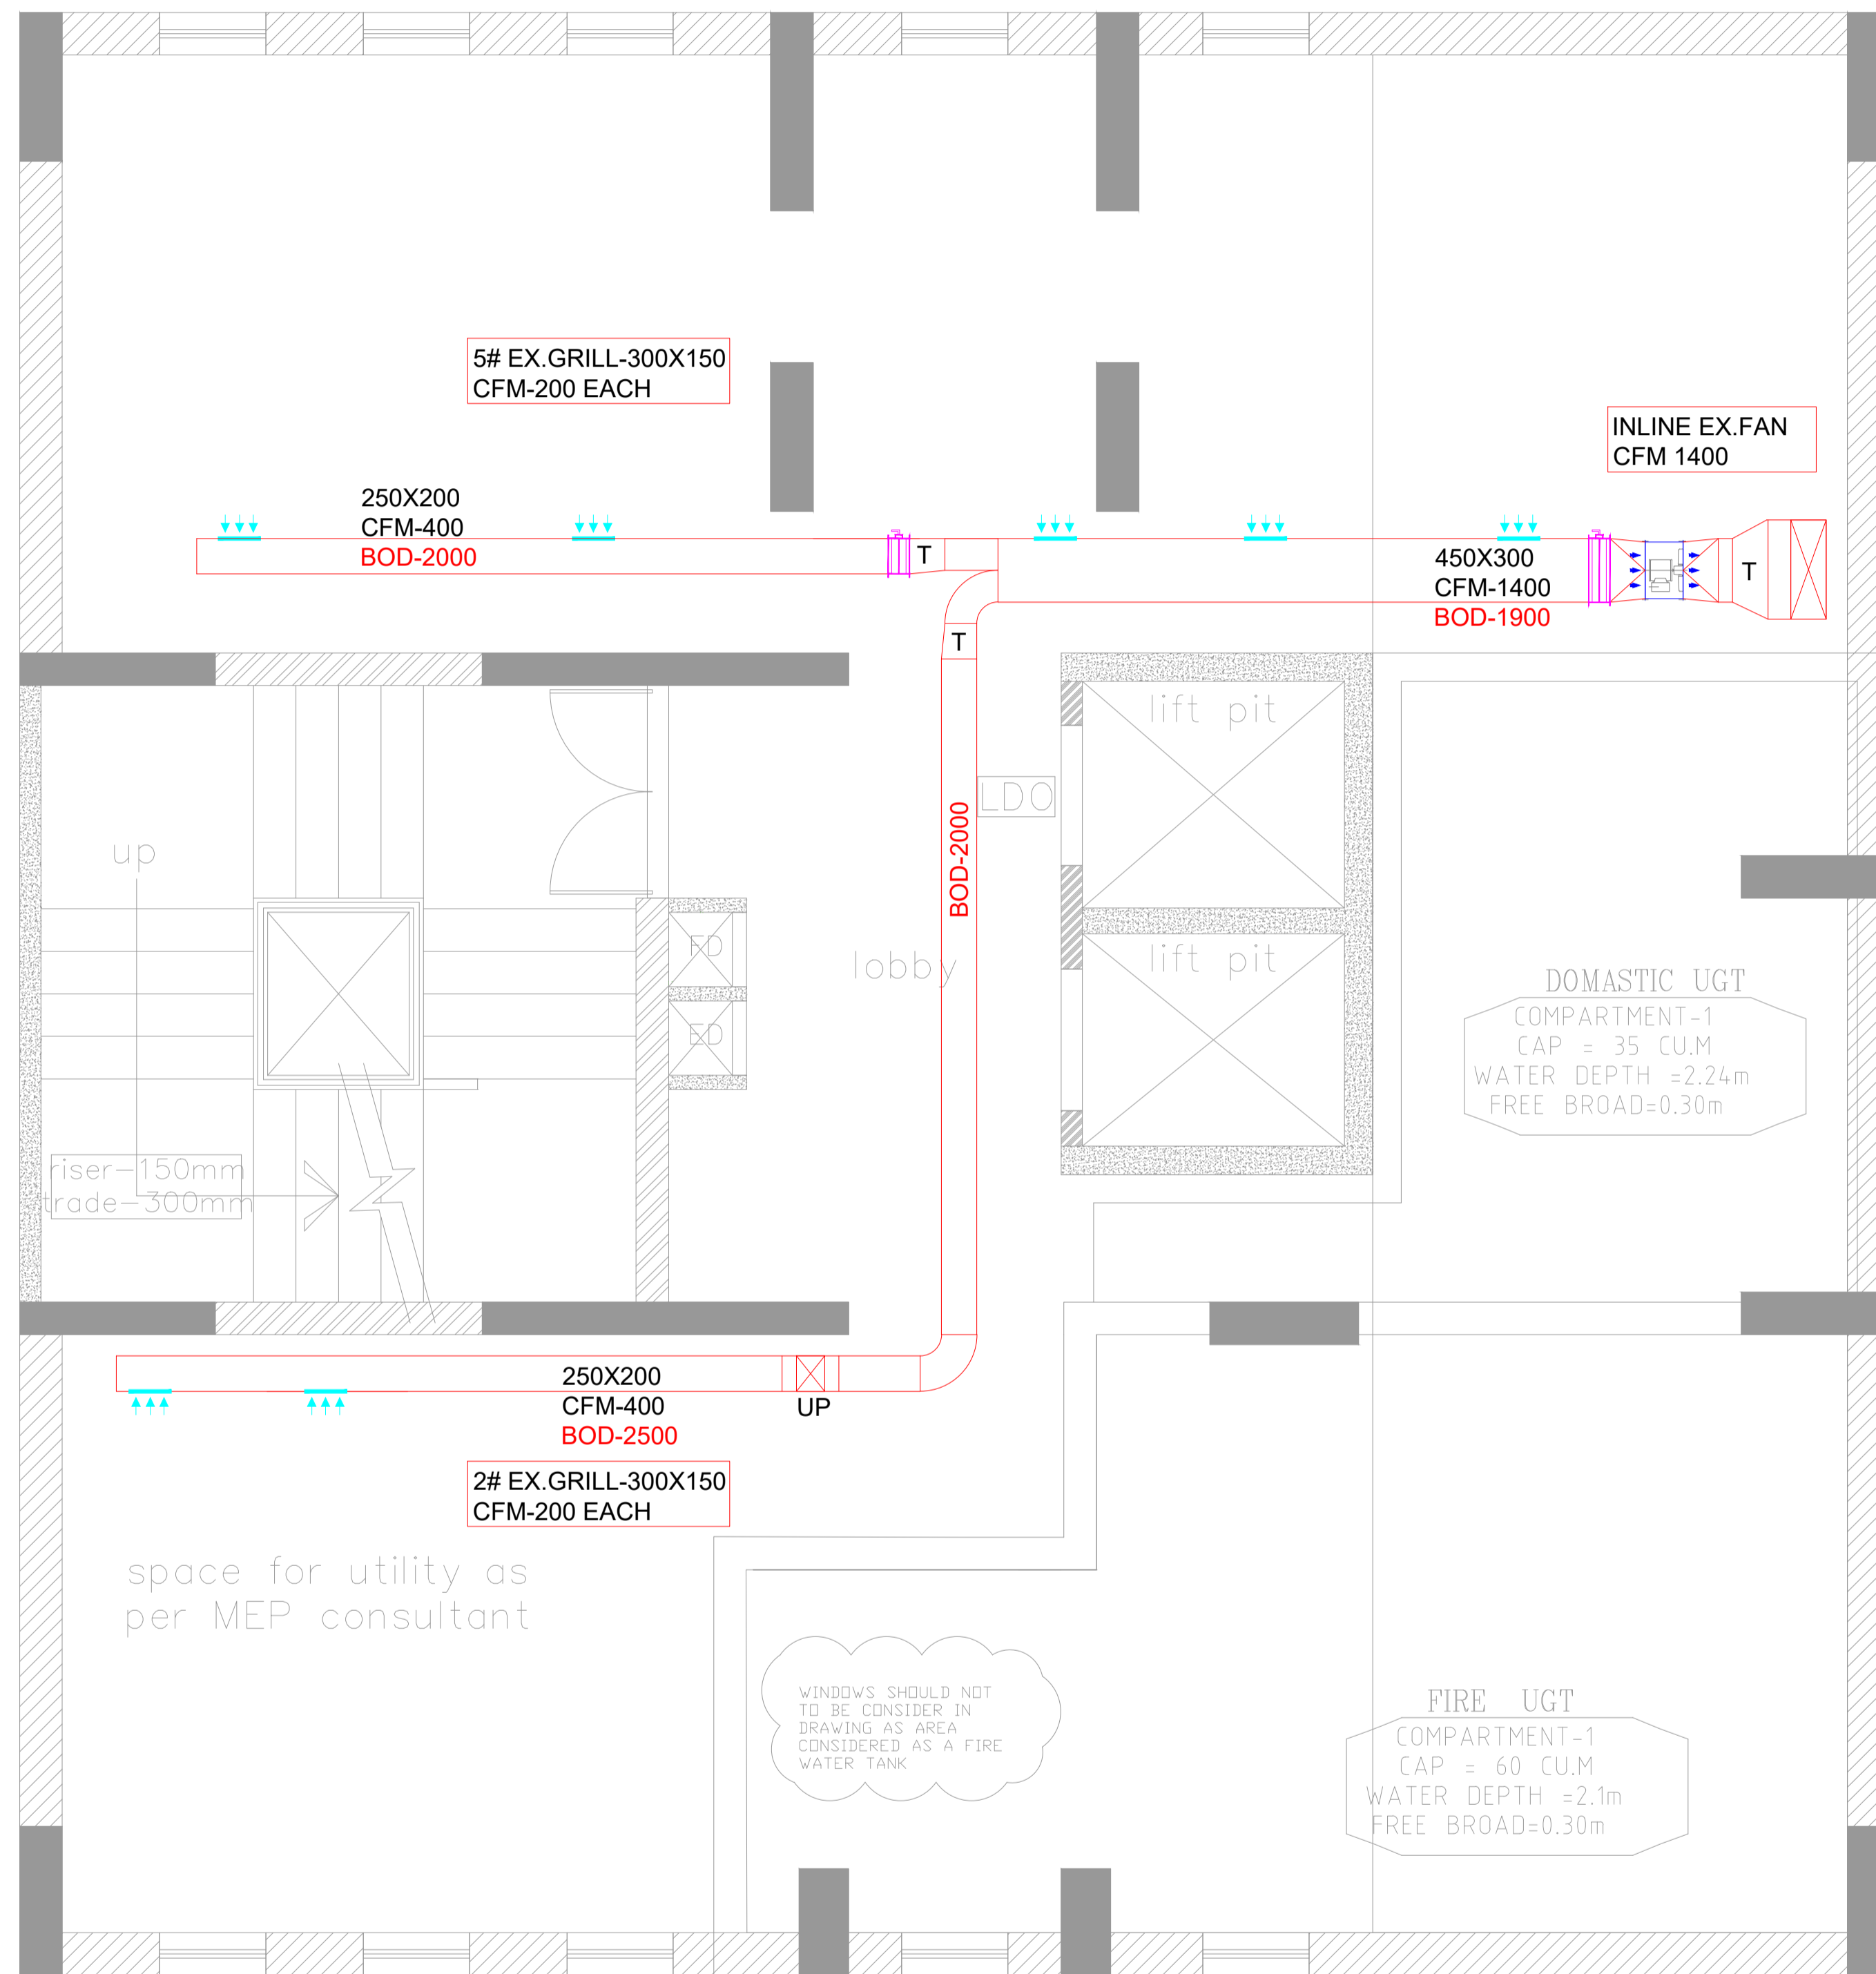 5# EX.GRILL-300X150
CFM-200 EACH
INLINE EX.FAN
CFM 1400
250X200
CFM-400
BOD-2000
T
450X300
CFM-1400
BOD-1900
T
T
lift pit
LDO
BOD-2000
up
FD
lobby
lift pit
ED
DOMASTIC UGT
COMPARTMENT-1
CAP = 35 CU.M
WATER DEPTH =2.24m
FREE BROAD=0.30m
riser-150mm
trade-300mm
250X200
CFM-400
BOD-2500
UP
2# EX.GRILL-300X150
CFM-200 EACH
space for utility as
per MEP consultant
WINDOWS SHOULD NOT
TO BE CONSIDER IN
DRAWING AS AREA
CONSIDERED AS A FIRE
WATER TANK
FIRE UGT
COMPARTMENT-1
CAP = 60 CU.M
WATER DEPTH =2.1m
FREE BROAD=0.30m